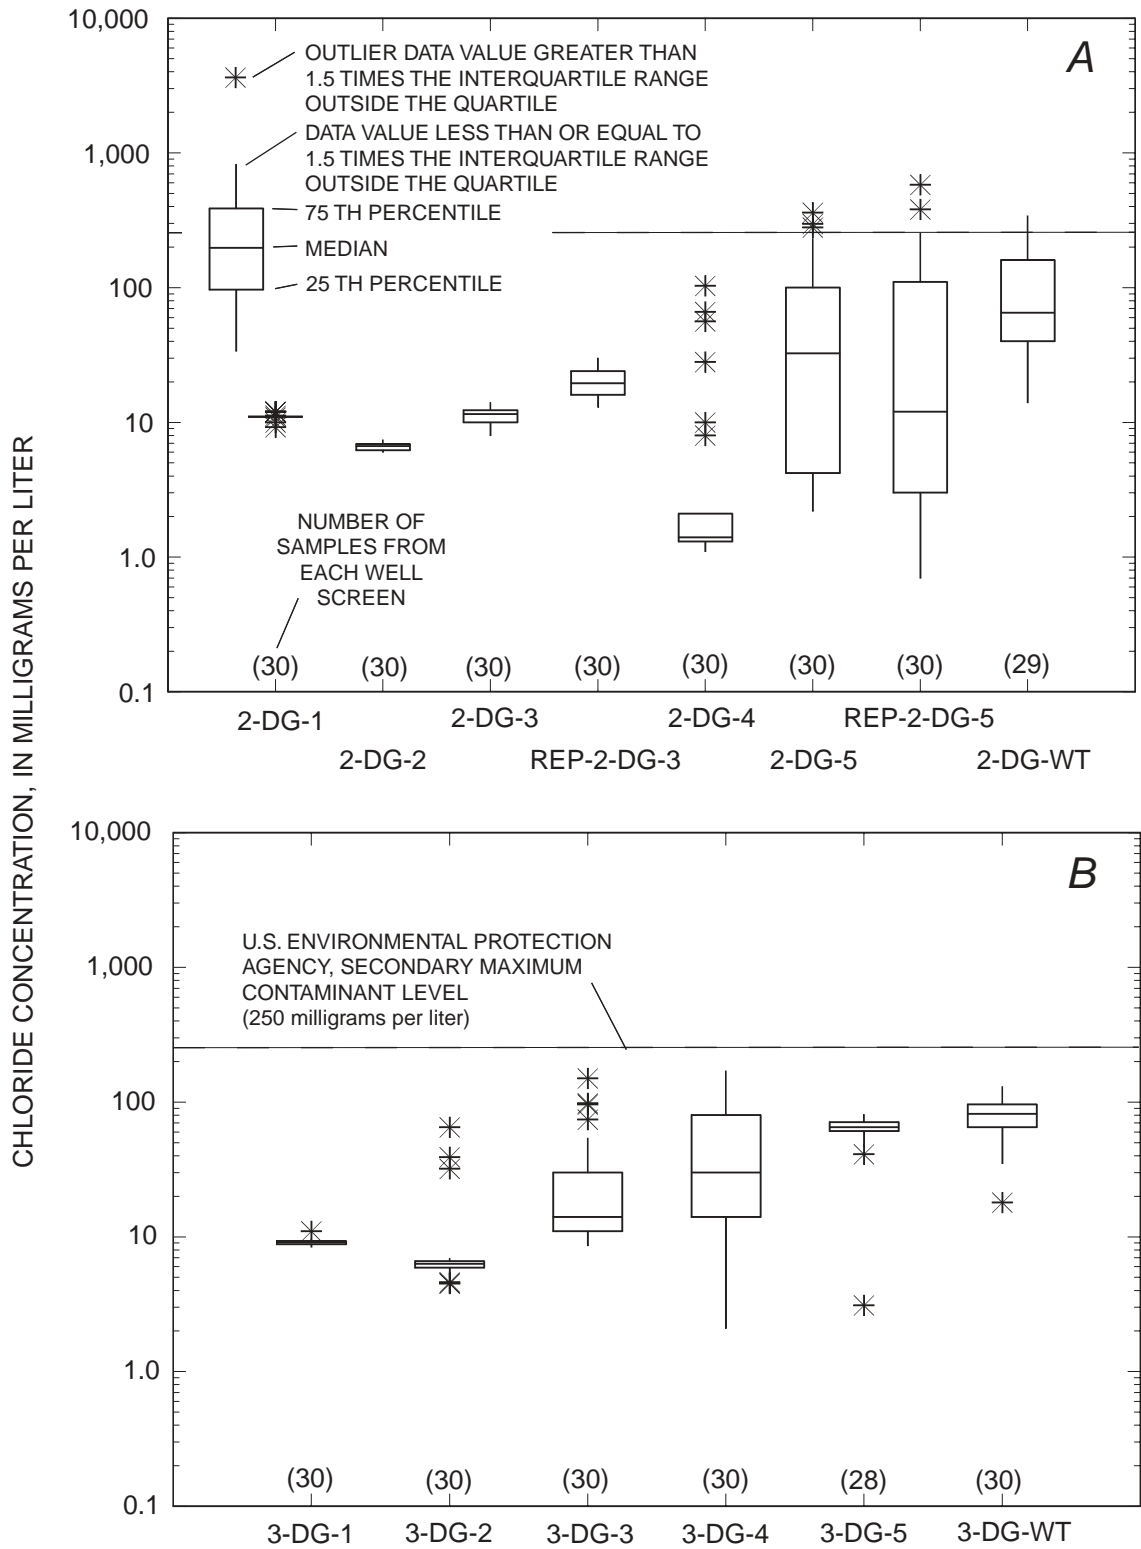 CHLORIDE CONCENTRATION, IN MILLIGRAMS PER LITER
10,000
1,000
100
10
1.0
0.1
A
OUTLIER DATA VALUE GREATER THAN
1.5 TIMES THE INTERQUARTILE RANGE
OUTSIDE THE QUARTILE
DATA VALUE LESS THAN OR EQUAL TO
1.5 TIMES THE INTERQUARTILE RANGE
OUTSIDE THE QUARTILE
75 TH PERCENTILE
MEDIAN
25 TH PERCENTILE
NUMBER OF
SAMPLES FROM
EACH WELL
SCREEN
(30) (30) (30) (30) (30) (30) (30) (29)
2-DG-1 2-DG-3 2-DG-4 REP-2-DG-5
2-DG-2 REP-2-DG-3 2-DG-5 2-DG-WT
10,000
1,000
100
10
1.0
0.1
B
U.S. ENVIRONMENTAL PROTECTION
AGENCY, SECONDARY MAXIMUM
CONTAMINANT LEVEL
(250 milligrams per liter)
(30) (30) (30) (30) (28) (30)
3-DG-1 3-DG-2 3-DG-3 3-DG-4 3-DG-5 3-DG-WT